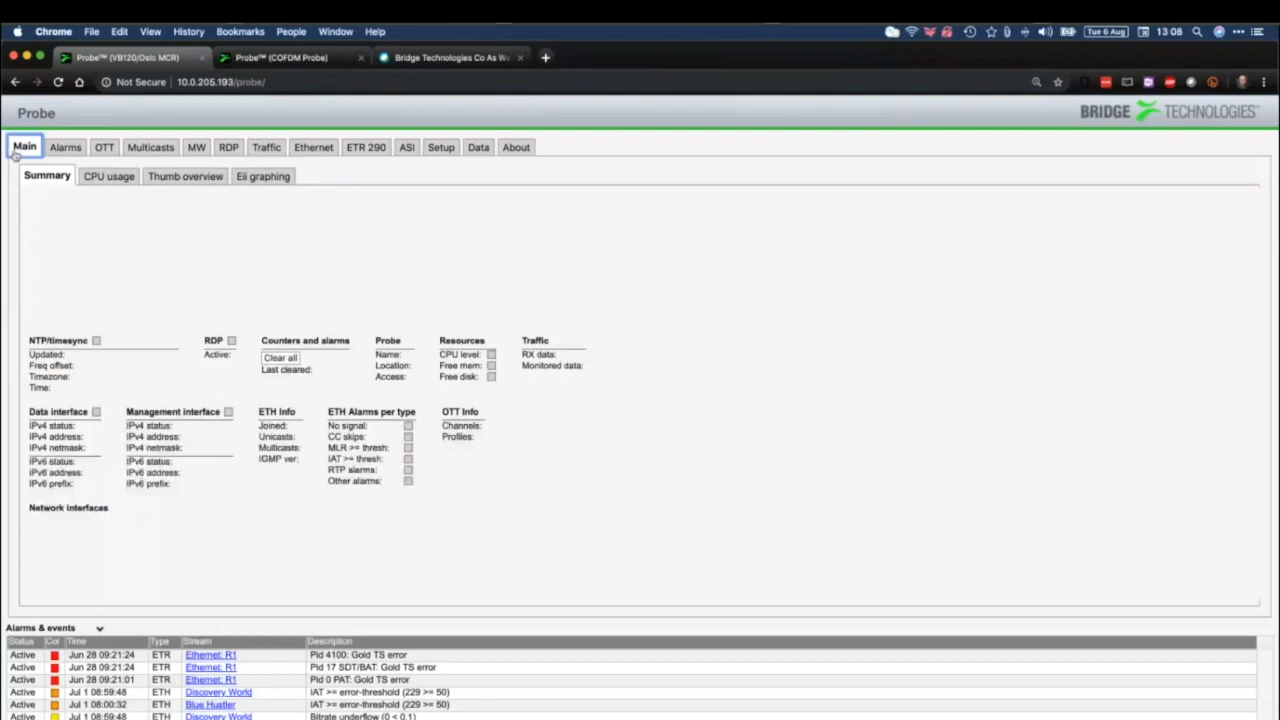 Chrome File Edit View History Bookmarks People Window Help Tue 6 Aug 13 08
Probe™ (VB120/Oslo MCR) Probe™ (COFDM Probe) Bridge Technologies Co As
Not Secure 10.0.205.193/probe/
Probe BRIDGE TECHNOLOGIES
Main Alarms OTT Multicasts MW RDP Traffic Ethernet ETR 290 ASI Setup Data About
Summary CPU usage Thumb overview Eii graphing
NTP/timesync RDP Counters and alarms Probe Resources Traffic
Updated: Active: Clear all Name: CPU level: RX data:
Freq offset: Last cleared: Location: Free mem: Monitored data:
Timezone: Access: Free disk:
Time:
Data interface Management interface ETH Info ETH Alarms per type OTT Info
IPv4 status: IPv4 status: Joined: No signal: Channels:
IPv4 address: IPv4 address: Unicasts: CC skips: Profiles:
IPv4 netmask: IPv4 netmask: Multicasts: MLR >= thresh:
IPv6 status: IPv6 status: IGMP ver: IAT >= thresh:
IPv6 address: IPv6 address: RTP alarms:
IPv6 prefix: IPv6 prefix: Other alarms:
Network interfaces
Alarms & events
Status Col Time Type Stream Description
Active Jun 28 09:21:24 ETR Ethernet: R1 Pid 4100: Gold TS error
Active Jun 28 09:21:24 ETR Ethernet: R1 Pid 17 SDT/BAT: Gold TS error
Active Jun 28 09:21:01 ETR Ethernet: R1 Pid 0 PAT: Gold TS error
Active Jul 1 08:59:48 ETH Discovery World IAT >= error-threshold (229 >= 50)
Active Jul 1 08:00:32 ETH Blue Hustler IAT >= error-threshold (229 >= 50)
Active Jul 1 08:59:48 ETH Discovery World Bitrate underflow (0 < 0.1)